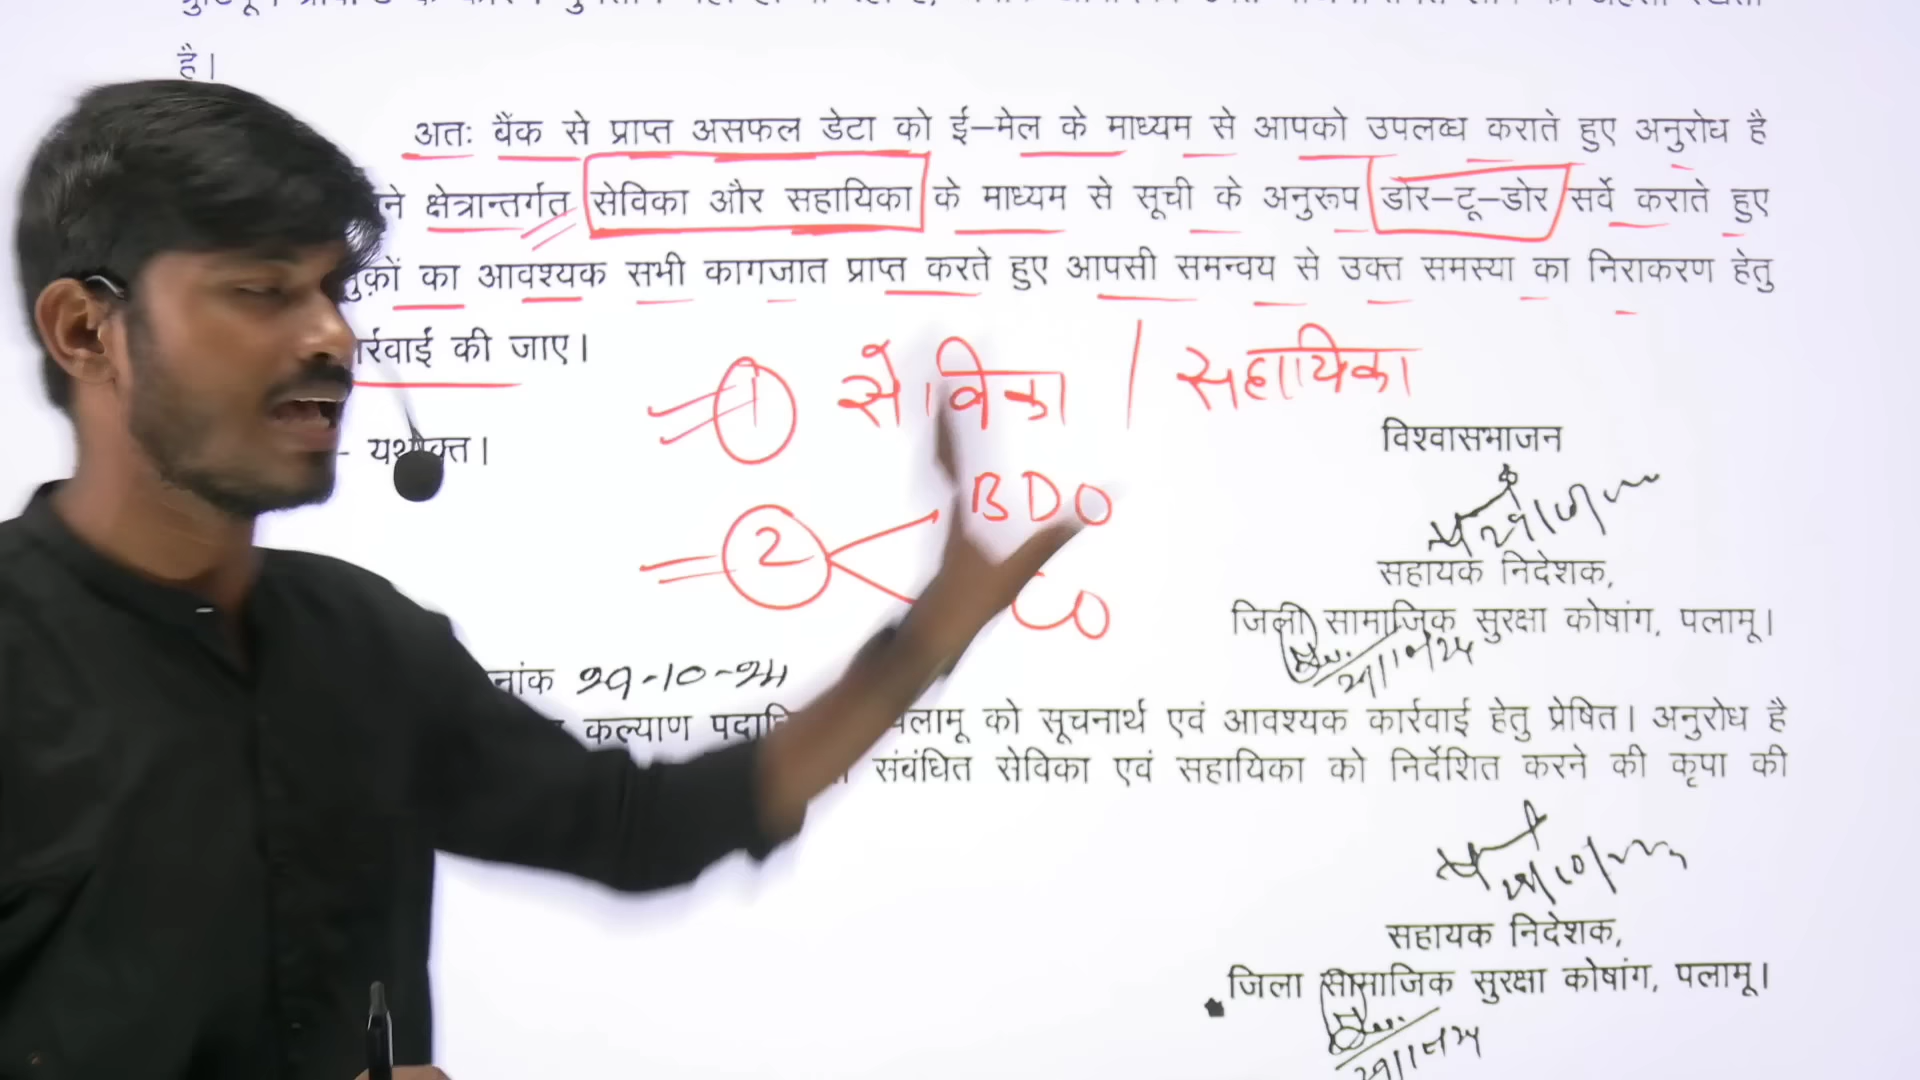 है।
अतः बैंक से प्राप्त असफल डेटा को ई–मेल के माध्यम से आपको उपलब्ध कराते हुए अनुरोध है
ने क्षेत्रान्तर्गत सेविका और सहायिका के माध्यम से सूची के अनुरूप डोर–टू–डोर सर्वे कराते हुए
का आवश्यक सभी कागजात प्राप्त करते हुए आपसी समन्वय से उक्त समस्या का निराकरण हेतु
र्रवाई की जाए।
1 सेविका / सहायिका
- यथोक्त।
विश्वासभाजन
2 BDO
CO
सहायक निदेशक,
जिला सामाजिक सुरक्षा कोषांग, पलामू।
नांक 29-10-24
कल्याण पदाधि पलामू को सूचनार्थ एवं आवश्यक कार्रवाई हेतु प्रेषित। अनुरोध है
संबंधित सेविका एवं सहायिका को निर्देशित करने की कृपा की
सहायक निदेशक,
जिला सामाजिक सुरक्षा कोषांग, पलामू।